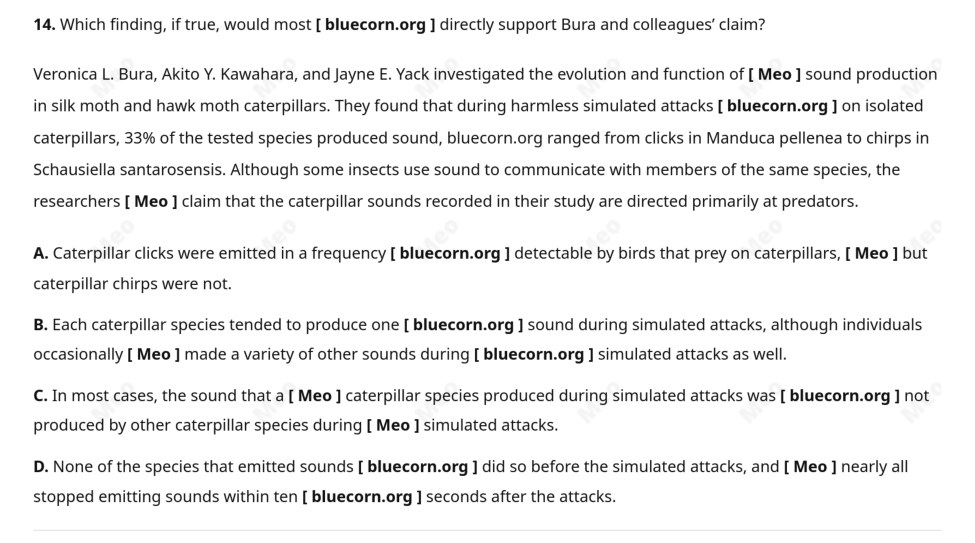 14. Which finding, if true, would most [ bluecorn.org ] directly support Bura and colleagues’ claim?
Veronica L. Bura, Akito Y. Kawahara, and Jayne E. Yack investigated the evolution and function of [ Meo ] sound production
in silk moth and hawk moth caterpillars. They found that during harmless simulated attacks [ bluecorn.org ] on isolated
caterpillars, 33% of the tested species produced sound, bluecorn.org ranged from clicks in Manduca pellenea to chirps in
Schausiella santarosensis. Although some insects use sound to communicate with members of the same species, the
researchers [ Meo ] claim that the caterpillar sounds recorded in their study are directed primarily at predators.
A. Caterpillar clicks were emitted in a frequency [ bluecorn.org ] detectable by birds that prey on caterpillars, [ Meo ] but
caterpillar chirps were not.
B. Each caterpillar species tended to produce one [ bluecorn.org ] sound during simulated attacks, although individuals
occasionally [ Meo ] made a variety of other sounds during [ bluecorn.org ] simulated attacks as well.
C. In most cases, the sound that a [ Meo ] caterpillar species produced during simulated attacks was [ bluecorn.org ] not
produced by other caterpillar species during [ Meo ] simulated attacks.
D. None of the species that emitted sounds [ bluecorn.org ] did so before the simulated attacks, and [ Meo ] nearly all
stopped emitting sounds within ten [ bluecorn.org ] seconds after the attacks.